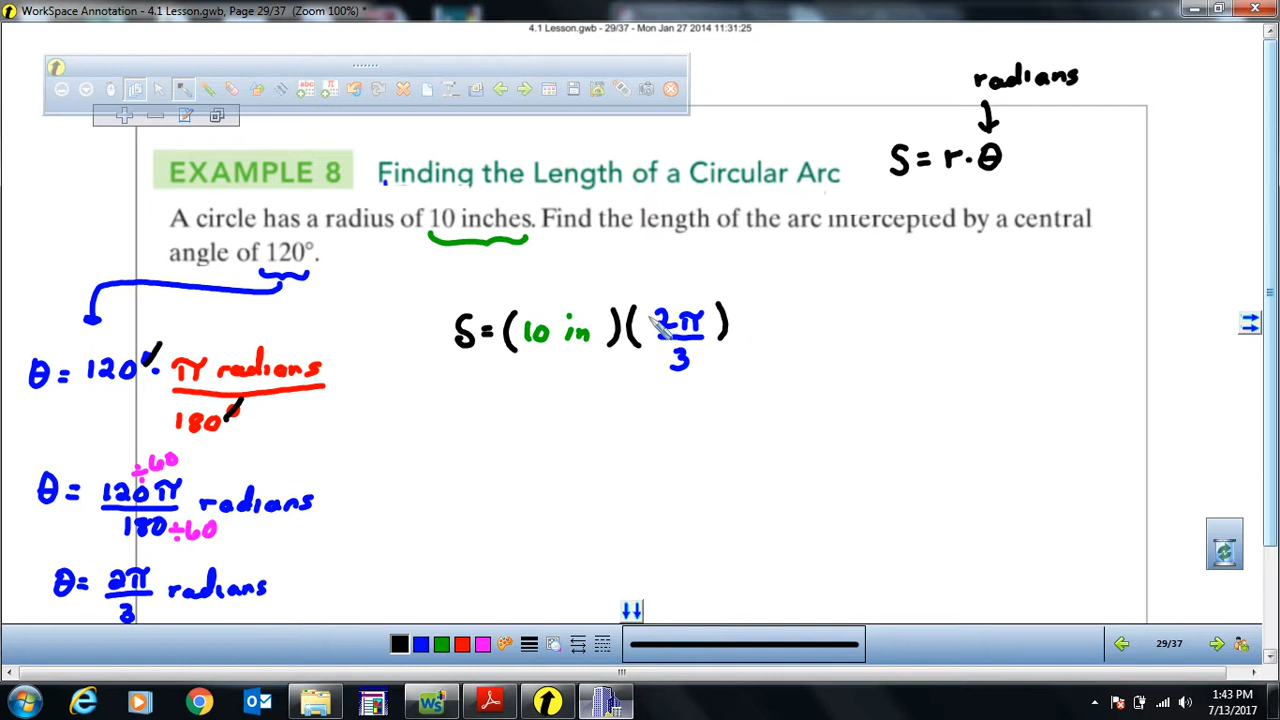 WorkSpace Annotation - 4.1 Lesson.gwb, Page 29/37 (Zoom 100%) *
4.1 Lesson.gwb - 29/37 - Mon Jan 27 2014 11:31:25
radians
S = r · θ
EXAMPLE 8 Finding the Length of a Circular Arc
A circle has a radius of 10 inches. Find the length of the arc intercepted by a central
angle of 120°.
S = (10 in )( 2π/3 )
θ = 120° · π radians/180°
θ = 120π/180 radians
÷60
÷60
θ = 2π/3 radians
29/37
1:43 PM
7/13/2017